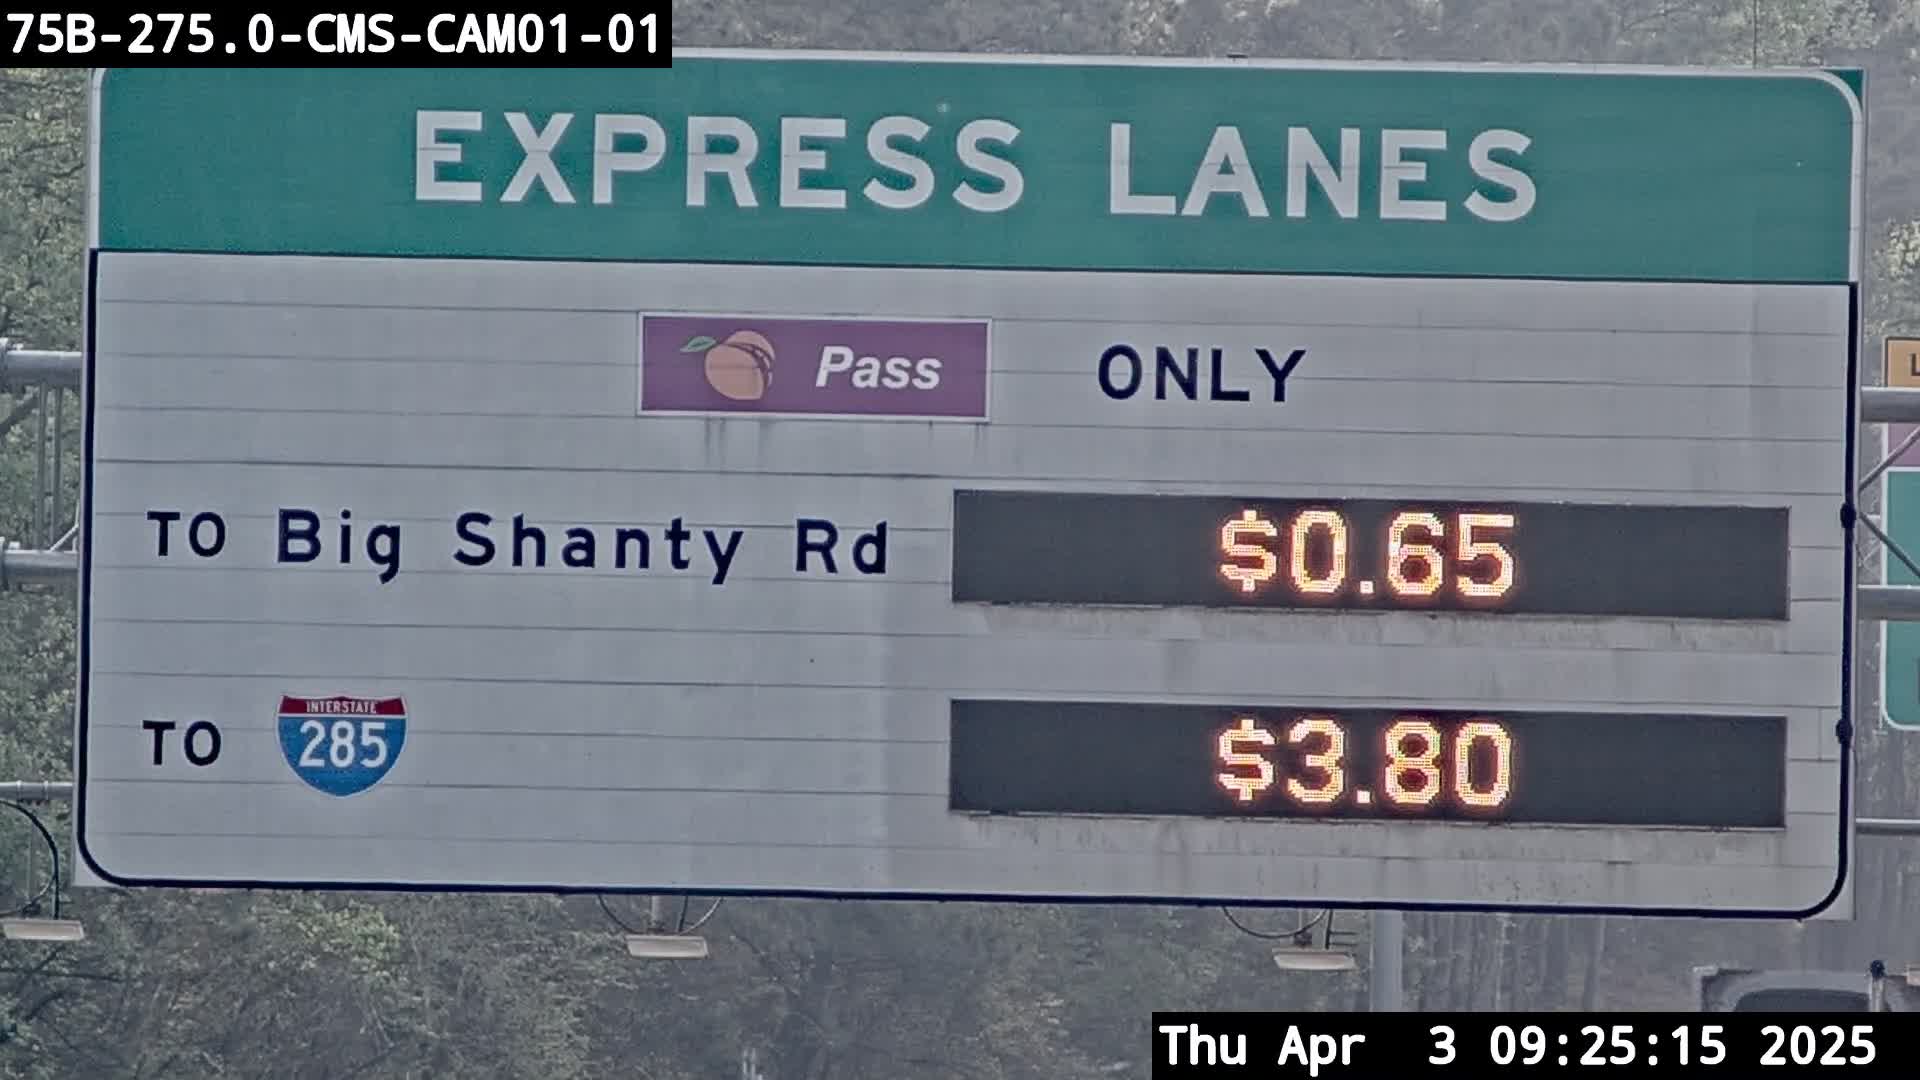 75B-275.0-CMS-CAM01-01
EXPRESS LANES
Pass ONLY
TO Big Shanty Rd $0.65
INTERSTATE
TO 285 $3.80
Thu Apr 3 09:25:15 2025